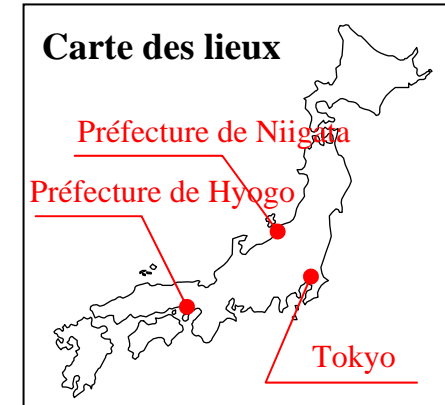 Carte des lieux
Préfecture de Niigata
Préfecture de Hyogo
Tokyo